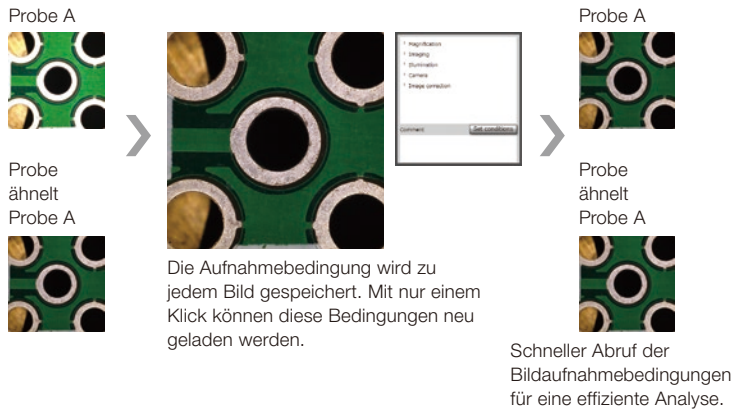 Probe A
Probe
ähnelt
Probe A
Magnification
Imaging
Illumination
Camera
Image correction
Comment
Set conditions
Die Aufnahmebedingung wird zu
jedem Bild gespeichert. Mit nur einem
Klick können diese Bedingungen neu
geladen werden.
Probe A
Probe
ähnelt
Probe A
Schneller Abruf der
Bildaufnahmebedingungen
für eine effiziente Analyse.